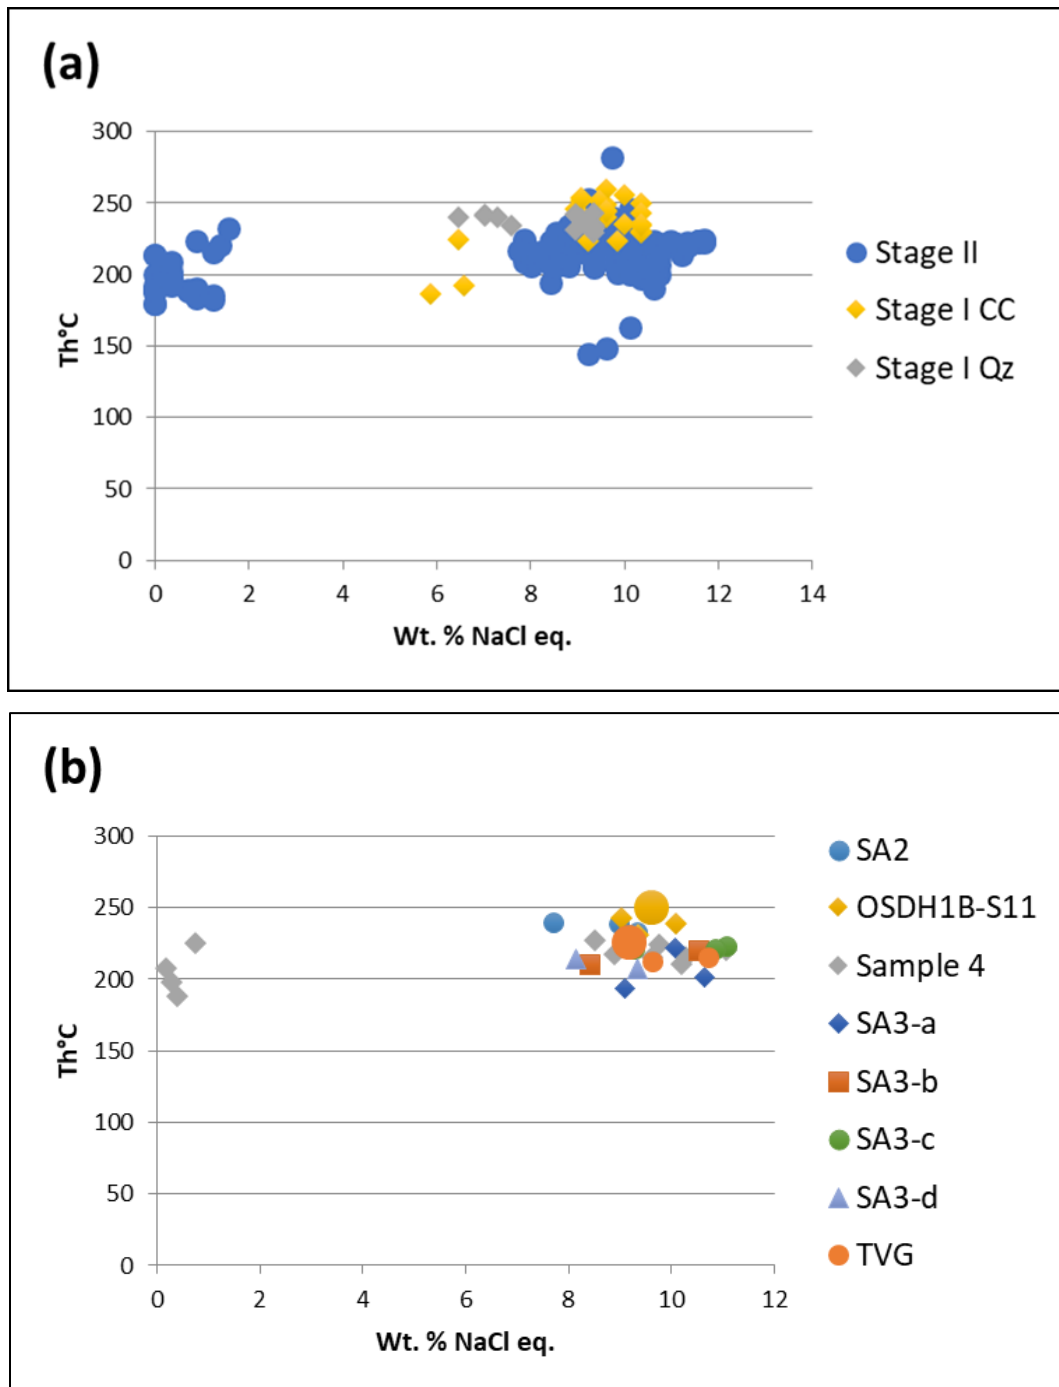 (a)
300
250
200
150
100
50
0
Th°C
0 2 4 6 8 10 12 14
Wt. % NaCl eq.
Stage II
Stage I CC
Stage I Qz
(b)
300
250
200
150
100
50
0
Th°C
0 2 4 6 8 10 12
Wt. % NaCl eq.
SA2
OSDH1B-S11
Sample 4
SA3-a
SA3-b
SA3-c
SA3-d
TVG